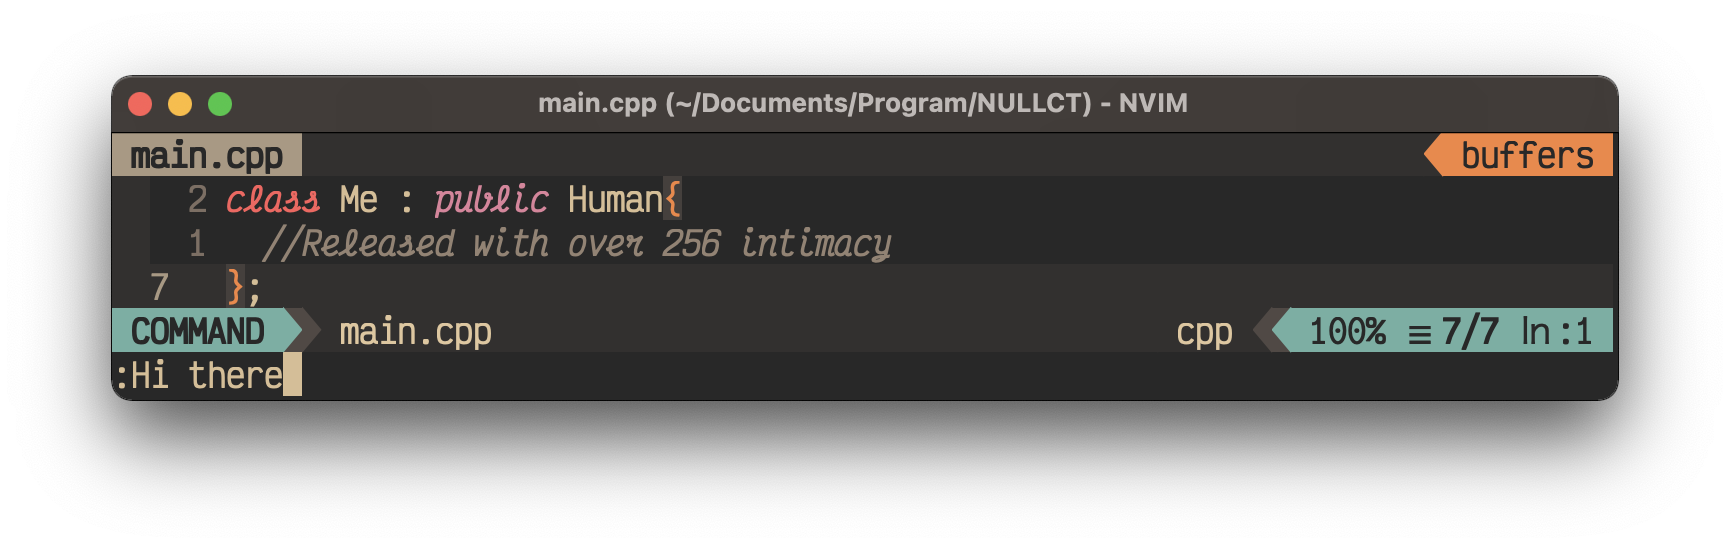 main.cpp (~/Documents/Program/NULLCT) - NVIM
main.cpp buffers
2 class Me : public Human{
1 //Released with over 256 intimacy
7 };
COMMAND main.cpp cpp 100% ≡ 7/7 ln :1
:Hi there